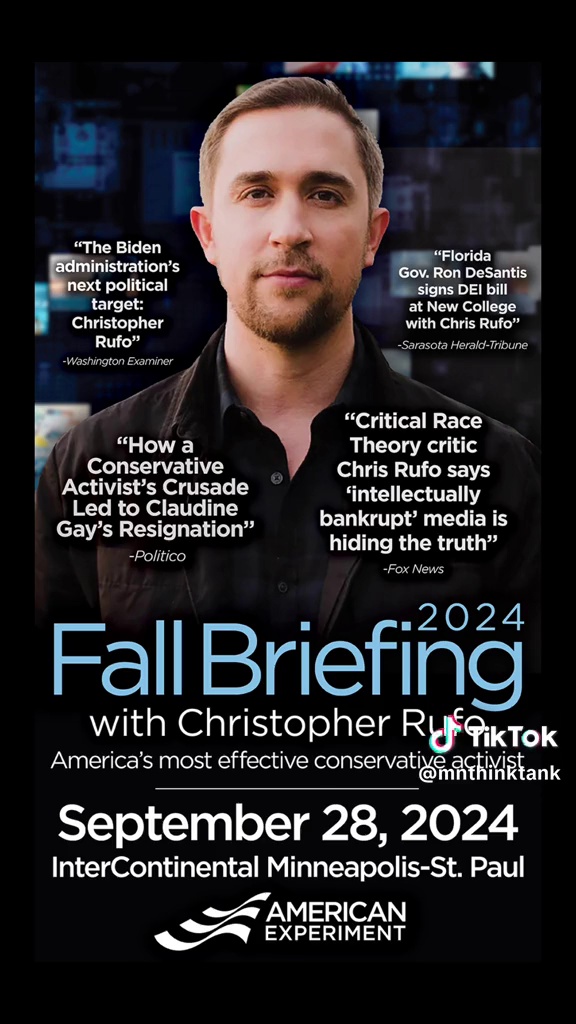 “The Biden
administration’s
next political
target:
Christopher
Rufo”
-Washington Examiner
“Florida
Gov. Ron DeSantis
signs DEI bill
at New College
with Chris Rufo”
-Sarasota Herald-Tribune
“How a
Conservative
Activist’s Crusade
Led to Claudine
Gay’s Resignation”
-Politico
“Critical Race
Theory critic
Chris Rufo says
‘intellectually
bankrupt’ media is
hiding the truth”
-Fox News
2024
Fall Briefing
with Christopher Rufo
TikTok
America’s most effective conservative activist
@mnthinktank
September 28, 2024
InterContinental Minneapolis-St. Paul
AMERICAN
EXPERIMENT